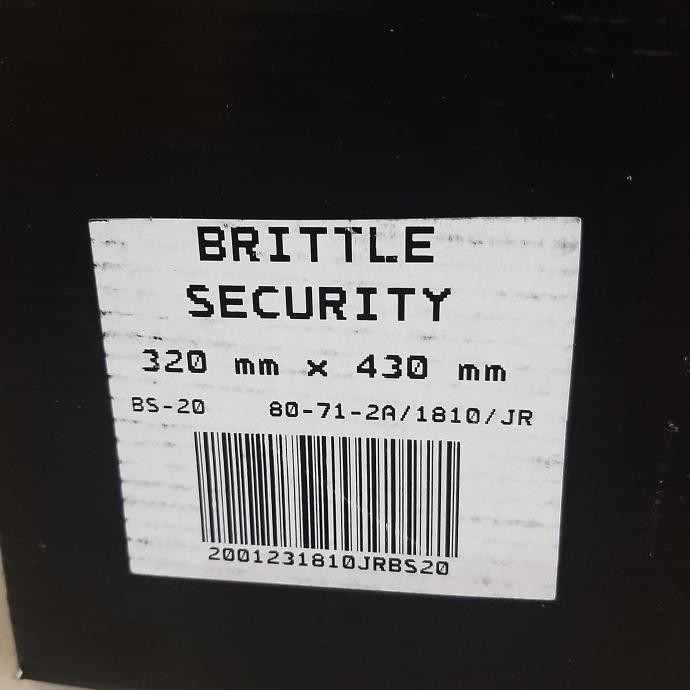 BRITTLE
SECURITY
320 mm x 430 mm
BS-20 80-71-2A/1810/JR
2001231810JRBS20